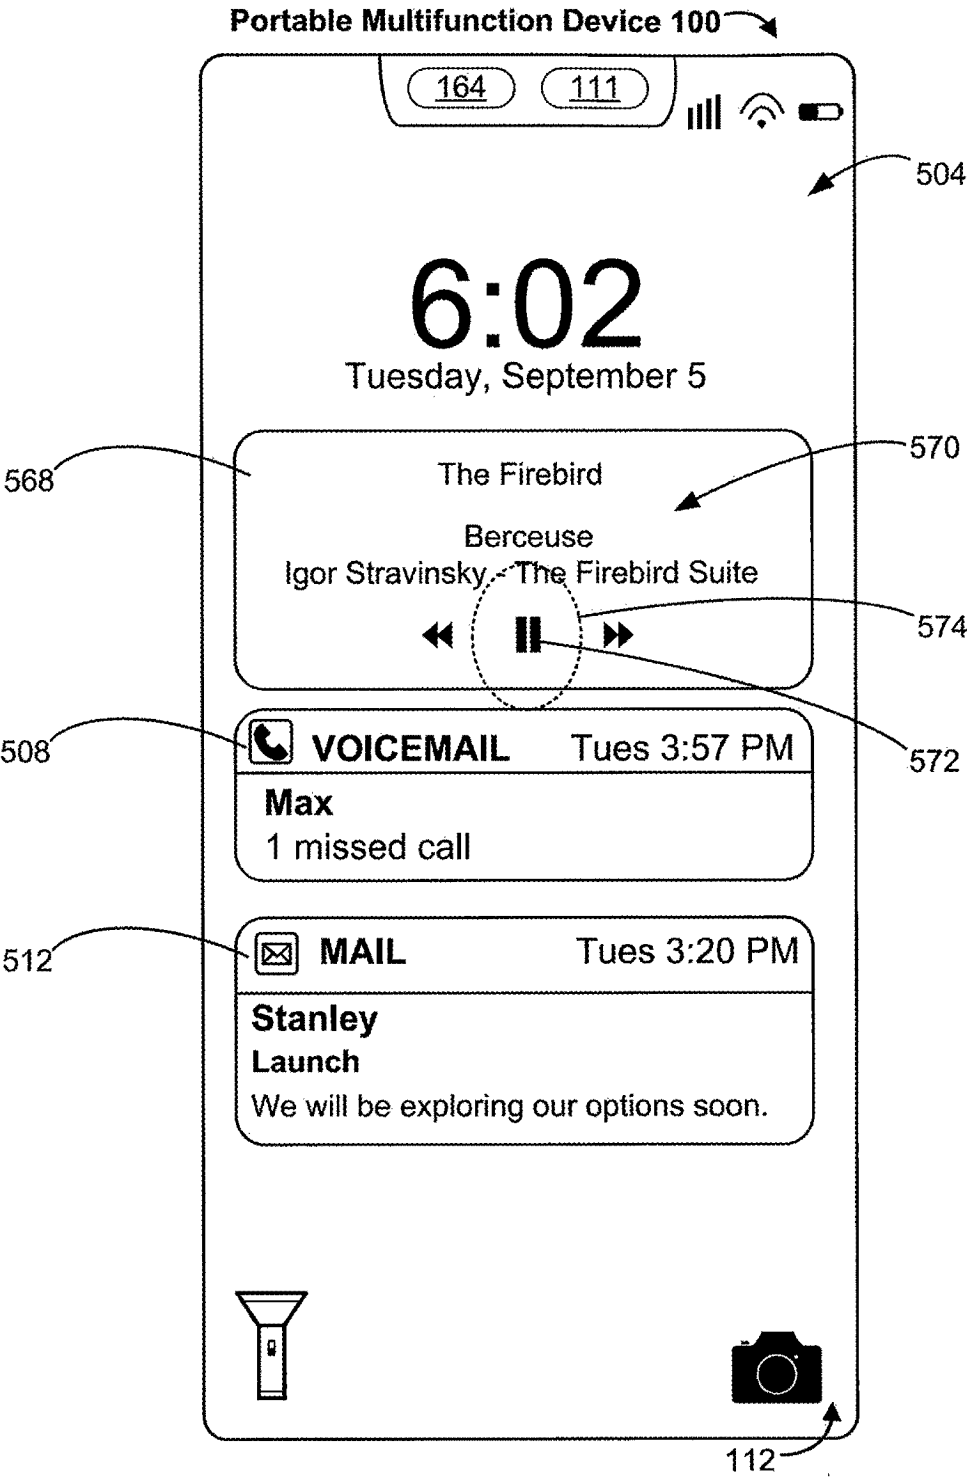 Portable Multifunction Device 100
164 111
504
6:02
Tuesday, September 5
568
570
The Firebird
Berceuse
Igor Stravinsky - The Firebird Suite
574
572
508
VOICEMAIL Tues 3:57 PM
Max
1 missed call
512
MAIL Tues 3:20 PM
Stanley
Launch
We will be exploring our options soon.
112